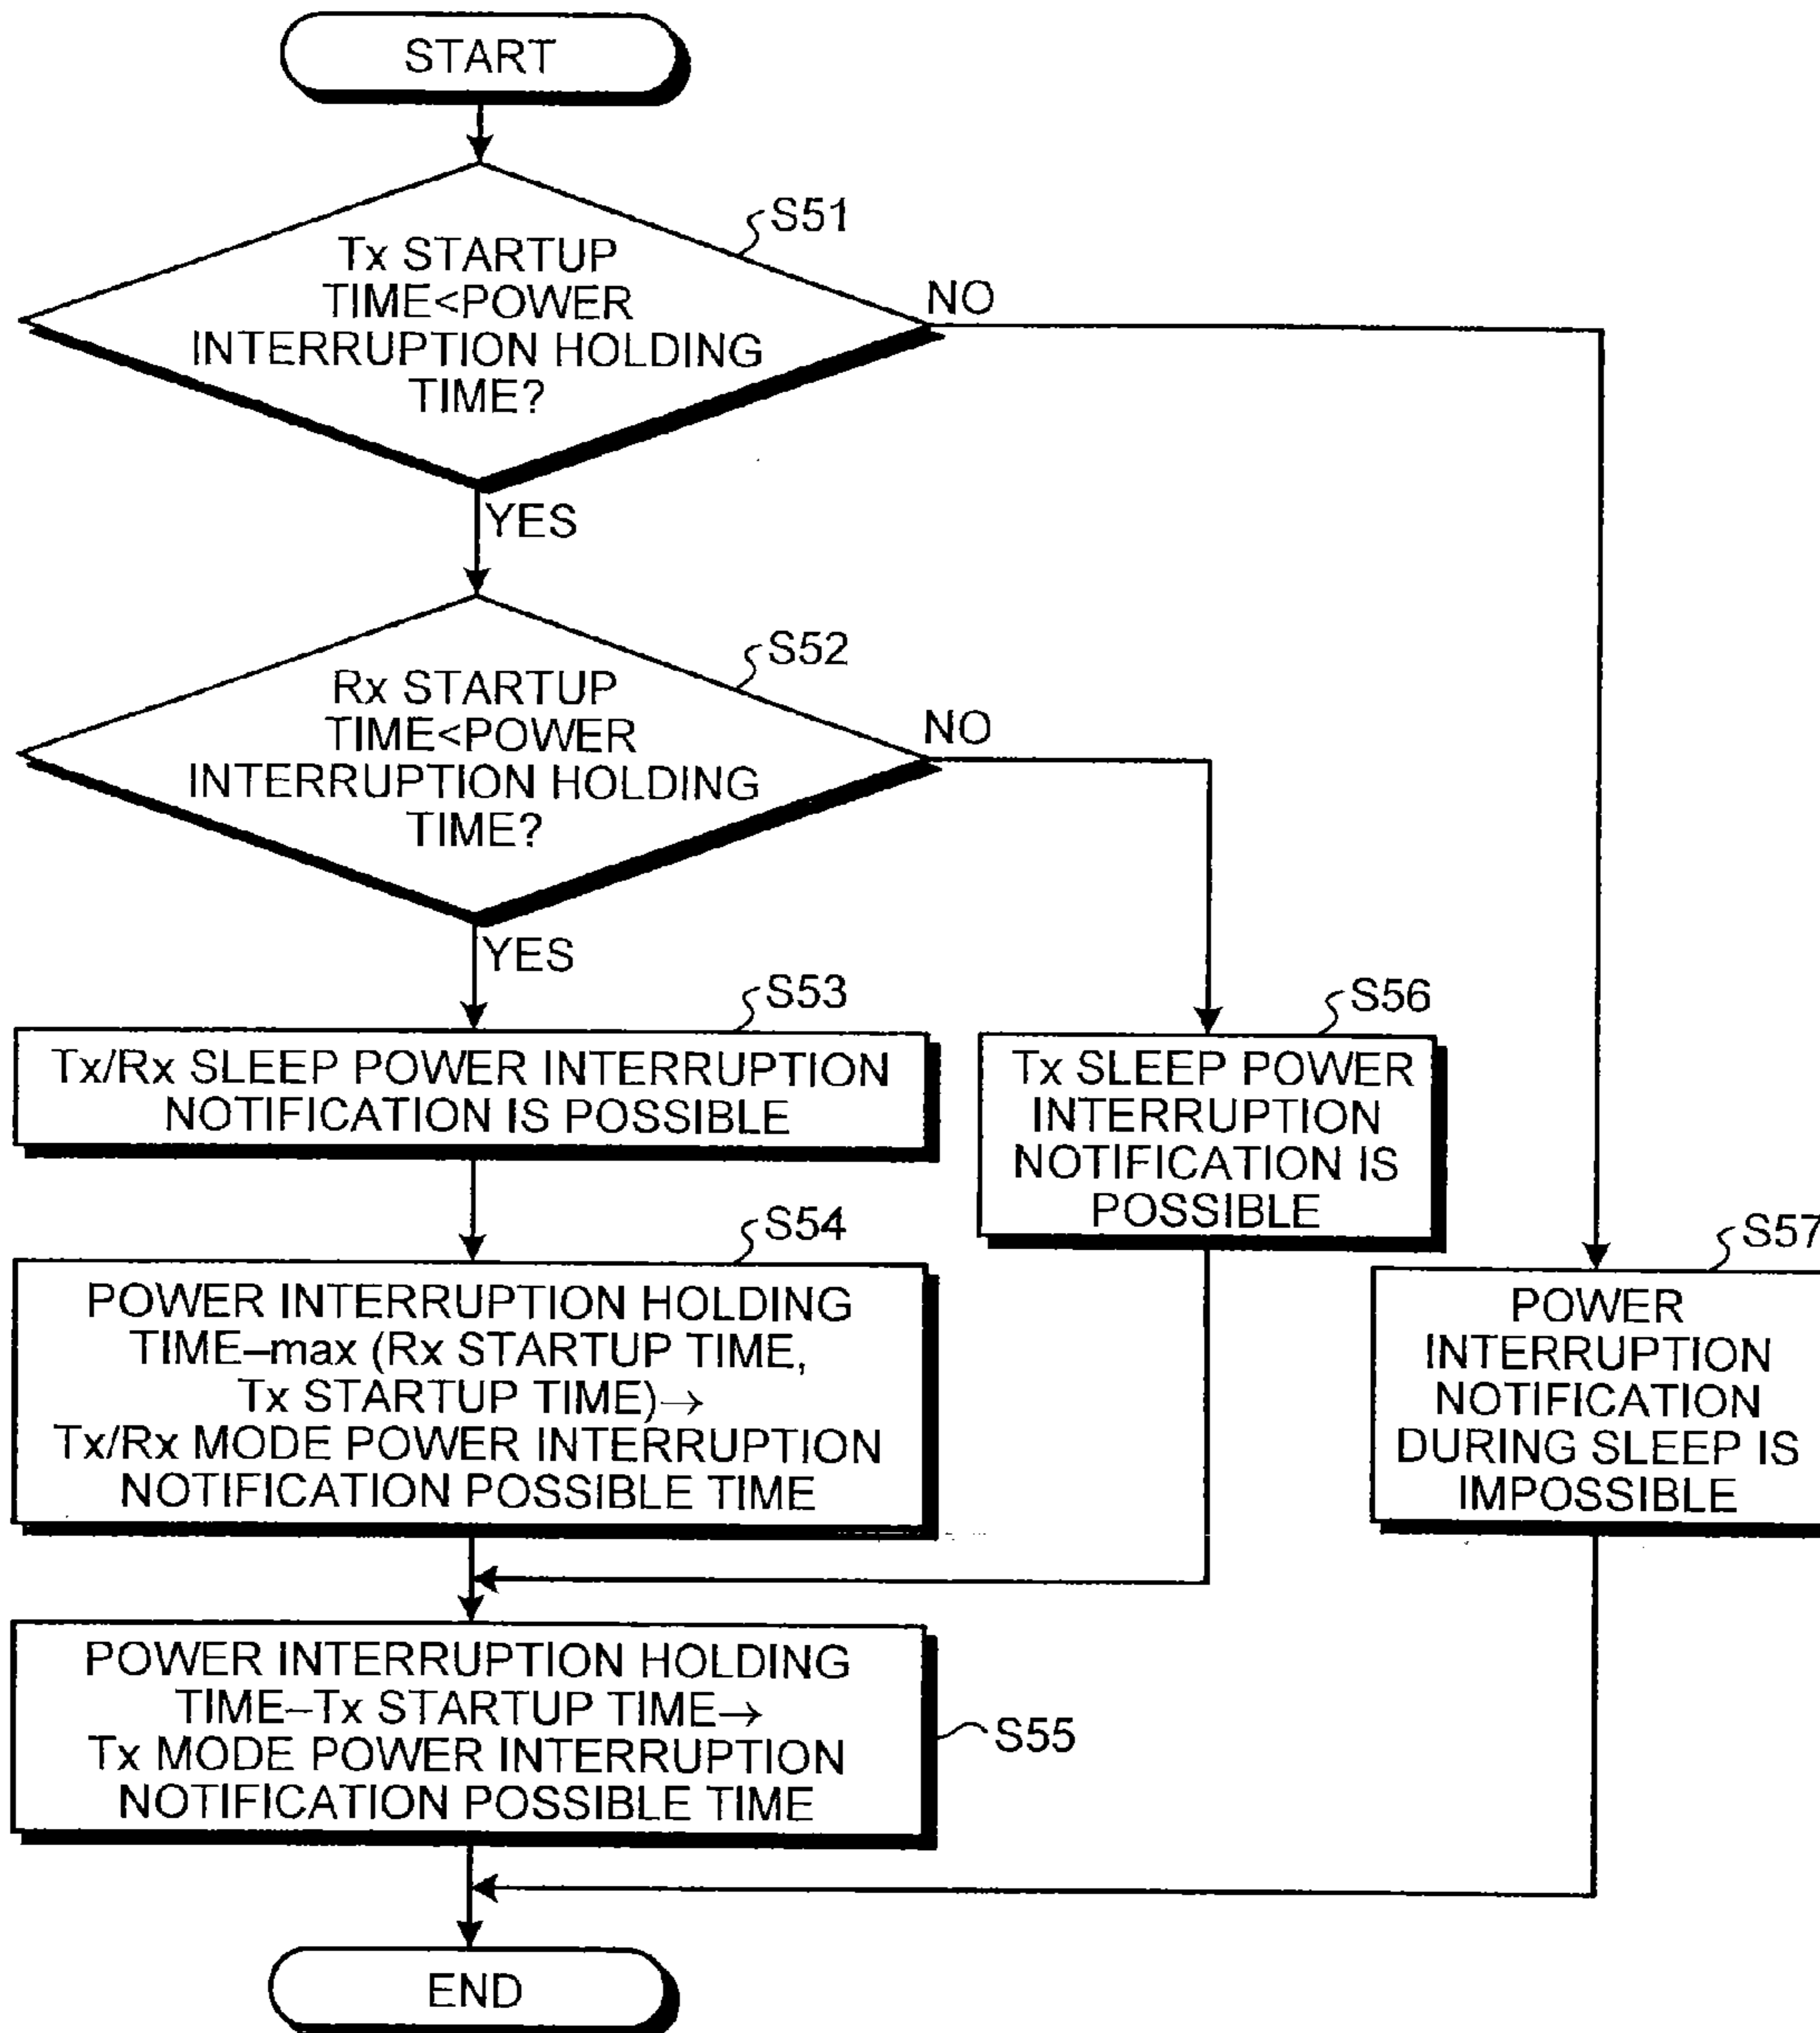 START
S51
Tx STARTUP
TIME<POWER
INTERRUPTION HOLDING
TIME?
NO
YES
S52
Rx STARTUP
TIME<POWER
INTERRUPTION HOLDING
TIME?
NO
YES
S53
Tx/Rx SLEEP POWER INTERRUPTION
NOTIFICATION IS POSSIBLE
S56
Tx SLEEP POWER
INTERRUPTION
NOTIFICATION IS
POSSIBLE
S54
POWER INTERRUPTION HOLDING
TIME–max (Rx STARTUP TIME,
Tx STARTUP TIME)→
Tx/Rx MODE POWER INTERRUPTION
NOTIFICATION POSSIBLE TIME
S57
POWER
INTERRUPTION
NOTIFICATION
DURING SLEEP IS
IMPOSSIBLE
POWER INTERRUPTION HOLDING
TIME–Tx STARTUP TIME→
Tx MODE POWER INTERRUPTION
NOTIFICATION POSSIBLE TIME
S55
END